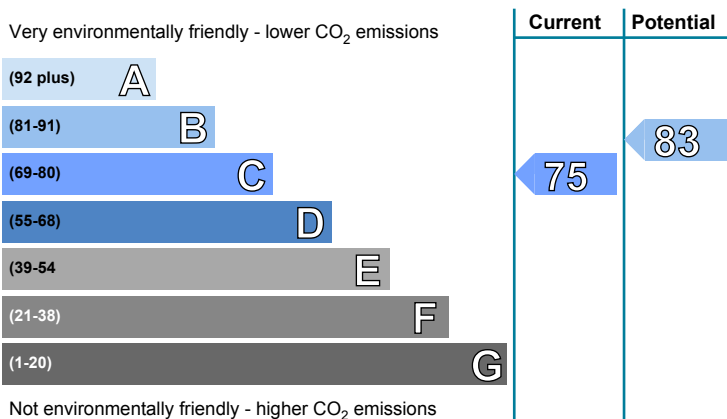 Very environmentally friendly - lower CO2 emissions
Current
Potential
(92 plus) A
(81-91) B
(69-80) C
(55-68) D
(39-54 E
(21-38) F
(1-20) G
75
83
Not environmentally friendly - higher CO2 emissions